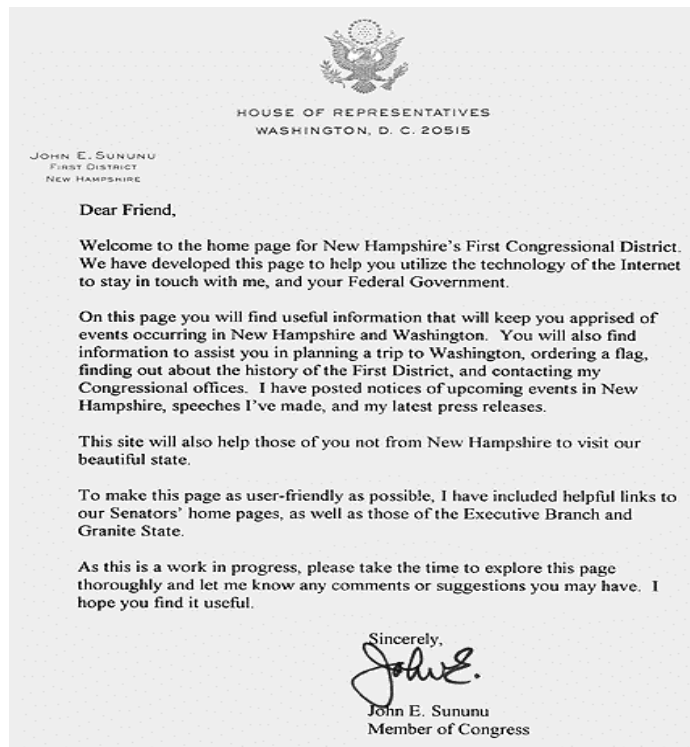 HOUSE OF REPRESENTATIVES
WASHINGTON, D. C. 20515
JOHN E. SUNUNU
FIRST DISTRICT
NEW HAMPSHIRE
Dear Friend,
Welcome to the home page for New Hampshire's First Congressional District.
We have developed this page to help you utilize the technology of the Internet
to stay in touch with me, and your Federal Government.
On this page you will find useful information that will keep you apprised of
events occurring in New Hampshire and Washington.  You will also find
information to assist you in planning a trip to Washington, ordering a flag,
finding out about the history of the First District, and contacting my
Congressional offices.  I have posted notices of upcoming events in New
Hampshire, speeches I've made, and my latest press releases.
This site will also help those of you not from New Hampshire to visit our
beautiful state.
To make this page as user-friendly as possible, I have included helpful links to
our Senators' home pages, as well as those of the Executive Branch and
Granite State.
As this is a work in progress, please take the time to explore this page
thoroughly and let me know any comments or suggestions you may have.  I
hope you find it useful.
Sincerely,
John E.
John E. Sununu
Member of Congress